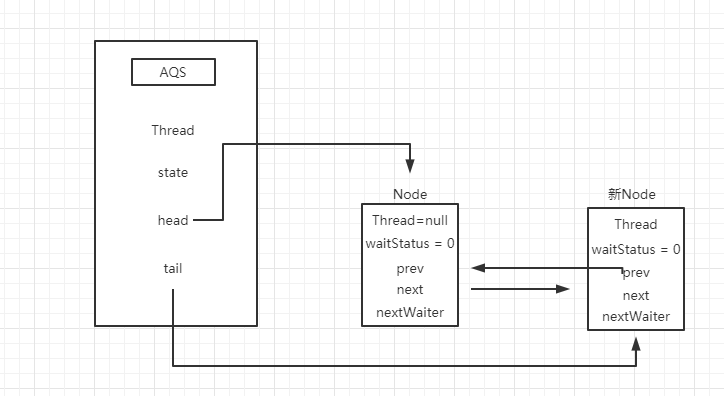 AQS
Thread
state
head
tail
Node
Thread=null
waitStatus = 0
prev
next
nextWaiter
新Node
Thread
waitStatus = 0
prev
next
nextWaiter